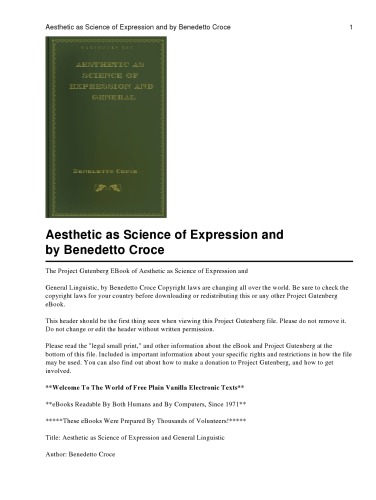 Aesthetic as Science of Expression and by Benedetto Croce 1
AESTHETIC AS
SCIENCE OF
EXPRESSION AND
GENERAL
BENEDETTO CROCE
Aesthetic as Science of Expression and
by Benedetto Croce
The Project Gutenberg EBook of Aesthetic as Science of Expression and
General Linguistic, by Benedetto Croce Copyright laws are changing all over the world. Be sure to check the
copyright laws for your country before downloading or redistributing this or any other Project Gutenberg
eBook.
This header should be the first thing seen when viewing this Project Gutenberg file. Please do not remove it.
Do not change or edit the header without written permission.
Please read the "legal small print," and other information about the eBook and Project Gutenberg at the
bottom of this file. Included is important information about your specific rights and restrictions in how the file
may be used. You can also find out about how to make a donation to Project Gutenberg, and how to get
involved.
**Welcome To The World of Free Plain Vanilla Electronic Texts**
**eBooks Readable By Both Humans and By Computers, Since 1971**
*****These eBooks Were Prepared By Thousands of Volunteers!*****
Title: Aesthetic as Science of Expression and General Linguistic
Author: Benedetto Croce